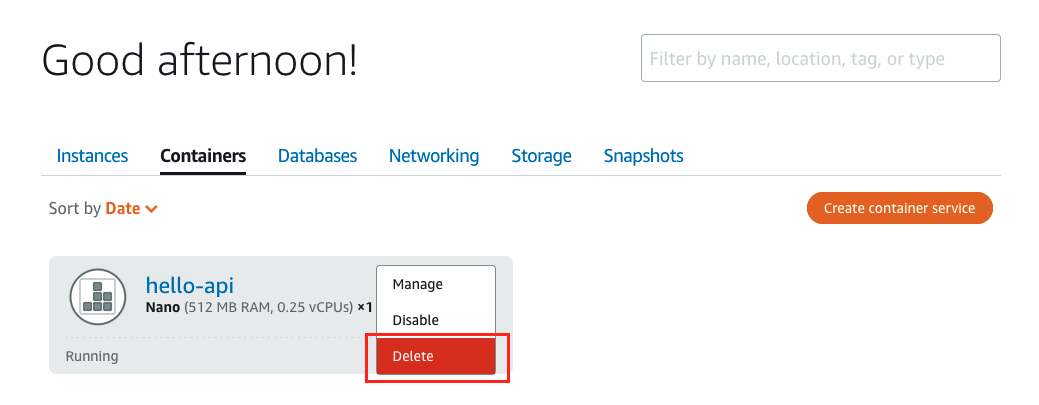 Good afternoon!
Filter by name, location, tag, or type
Instances Containers Databases Networking Storage Snapshots
Sort by Date
Create container service
hello-api
Nano (512 MB RAM, 0.25 vCPUs) ×1
Running
Manage
Disable
Delete